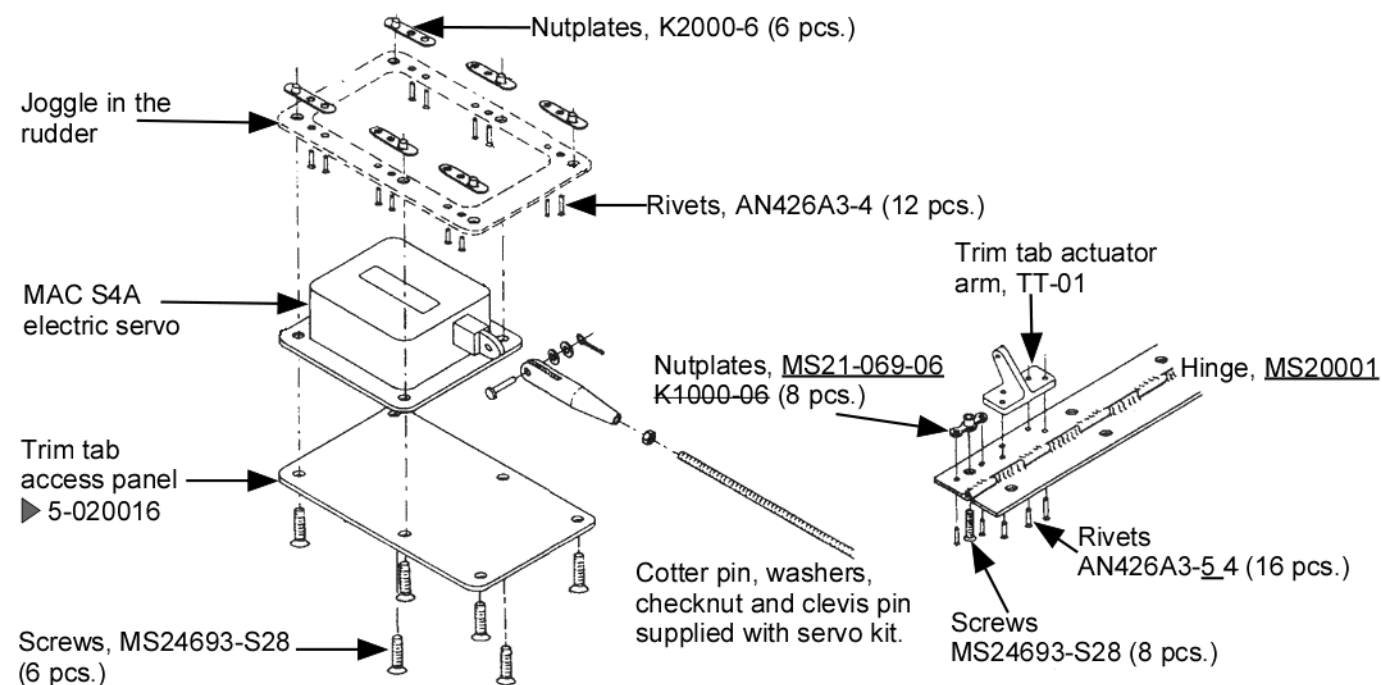 Nutplates, K2000-6 (6 pcs.)
Joggle in the
rudder
Rivets, AN426A3-4 (12 pcs.)
Trim tab actuator
arm, TT-01
MAC S4A
electric servo
Nutplates, MS21-069-06
K1000-06 (8 pcs.)
Hinge, MS20001
Trim tab
access panel
▶ 5-020016
Rivets
AN426A3-5 4 (16 pcs.)
Cotter pin, washers,
checknut and clevis pin
supplied with servo kit.
Screws
MS24693-S28 (8 pcs.)
Screws, MS24693-S28
(6 pcs.)